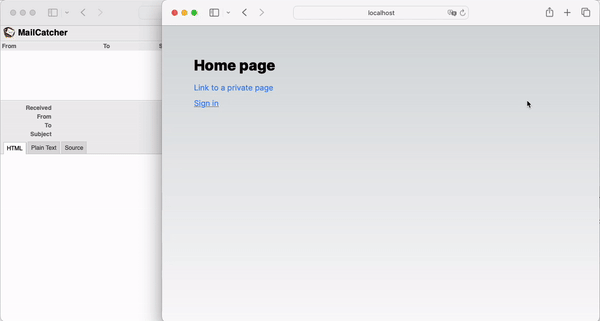 MailCatcher
From To S
Received
From
To
Subject
HTML Plain Text Source
localhost
Home page
Link to a private page
Sign in